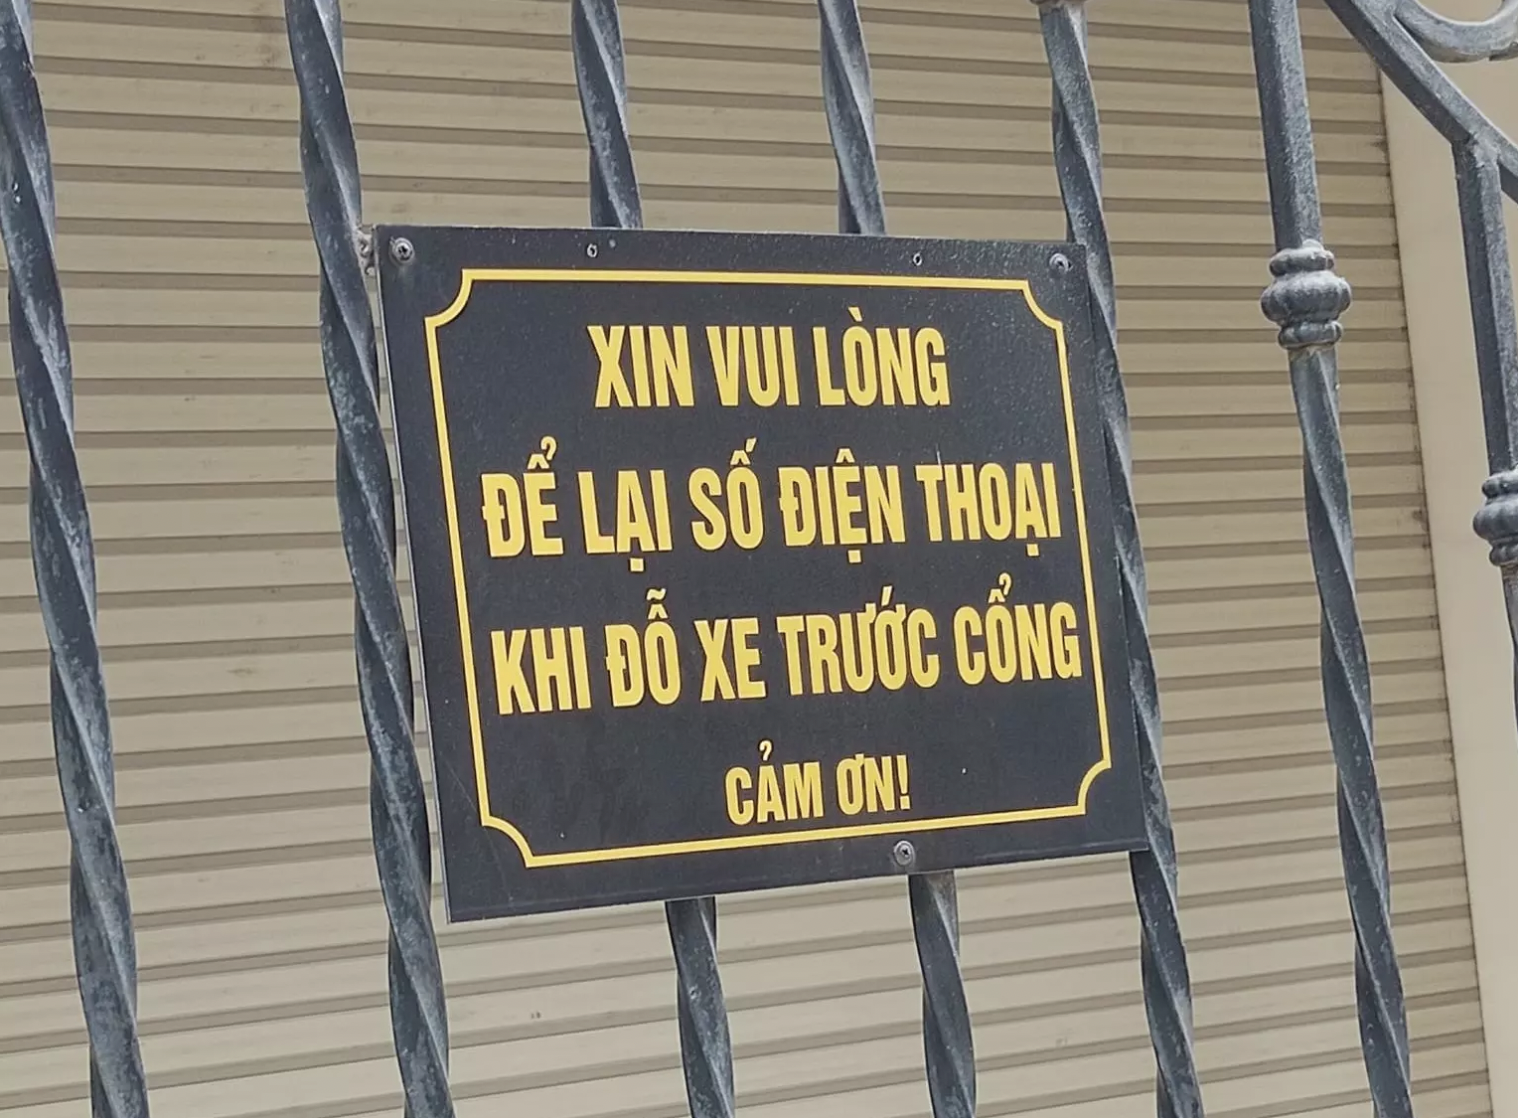 XIN VUI LÒNG
ĐỂ LẠI SỐ ĐIỆN THOẠI
KHI ĐỖ XE TRƯỚC CỔNG
CẢM ƠN!